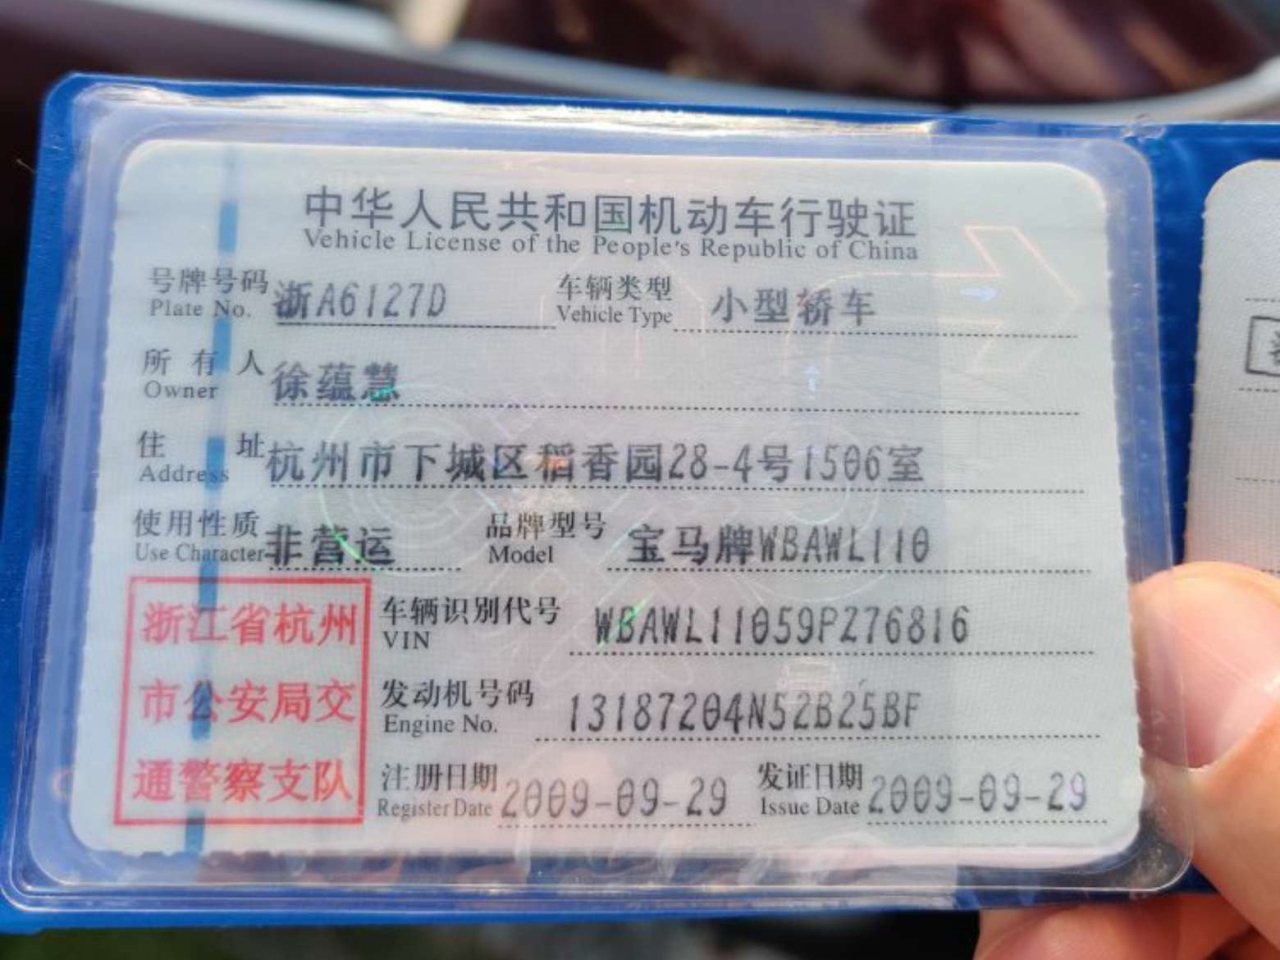 中华人民共和国机动车行驶证
Vehicle License of the People's Republic of China
号牌号码 浙A6127D 车辆类型 小型轿车
Plate No. Vehicle Type
所有人 徐蕴慧
Owner
住址 杭州市下城区稻香园28-4号1506室
Address
使用性质 非营运 品牌型号 宝马牌WBAWL110
Use Character Model
浙江省杭州
市公安局交
通警察支队
车辆识别代号 WBAWL11059PZ76816
VIN
发动机号码 13187204N52B25BF
Engine No.
注册日期 2009-09-29 发证日期 2009-09-29
Register Date Issue Date